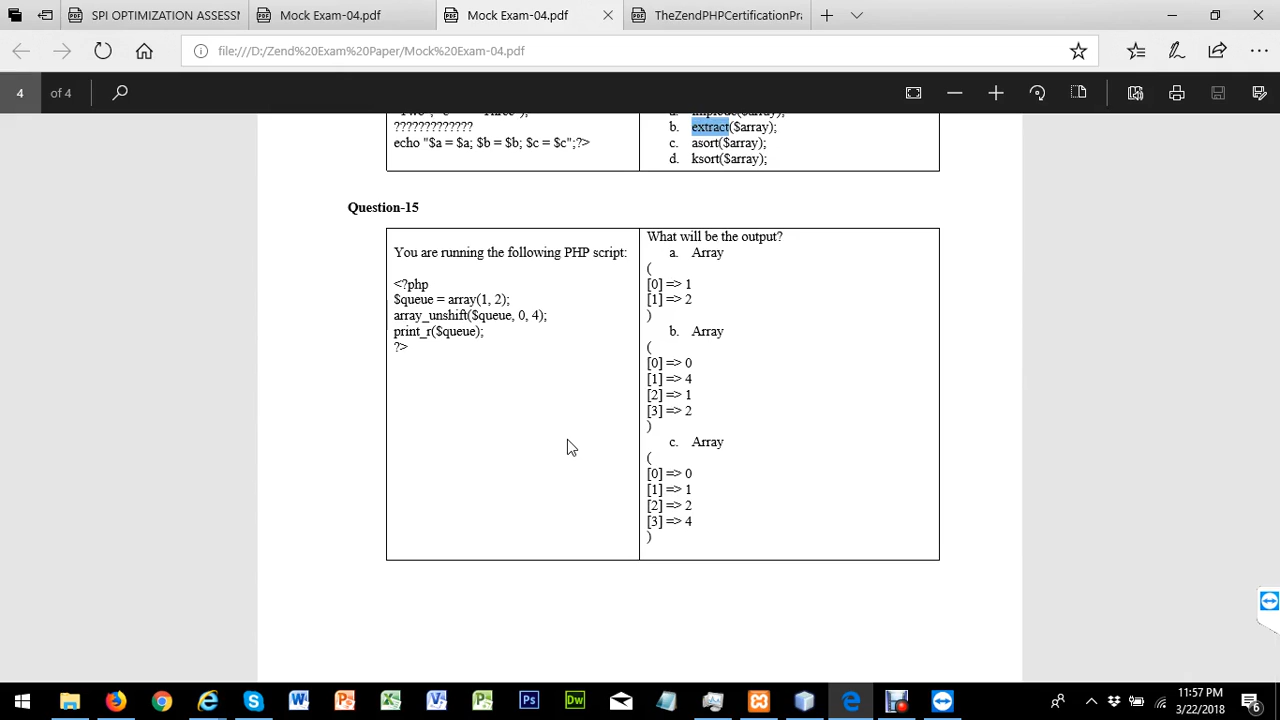 SPI OPTIMIZATION ASSESSM
Mock Exam-04.pdf
Mock Exam-04.pdf
TheZendPHPCertificationPra
file:///D:/Zend%20Exam%20Paper/Mock%20Exam-04.pdf
4 of 4
echo "$a = $a; $b = $b; $c = $c";?>
?????????????
b. extract($array);
c. asort($array);
d. ksort($array);
Question-15
You are running the following PHP script:
<?php
$queue = array(1, 2);
array_unshift($queue, 0, 4);
print_r($queue);
?>
What will be the output?
a. Array
(
[0] => 1
[1] => 2
)
b. Array
(
[0] => 0
[1] => 4
[2] => 1
[3] => 2
)
c. Array
(
[0] => 0
[1] => 1
[2] => 2
[3] => 4
)
11:57 PM
3/22/2018